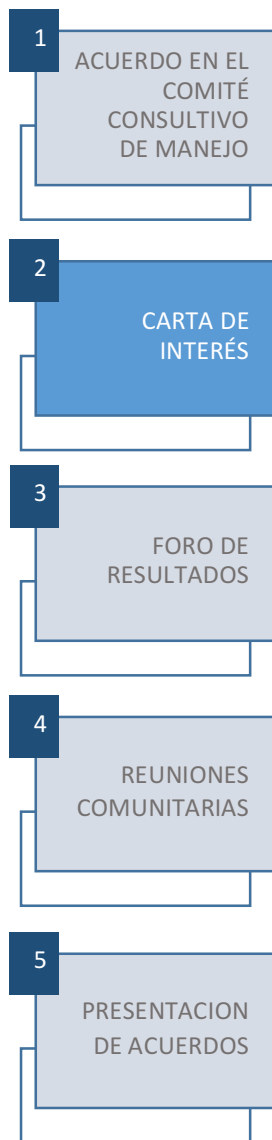 1
ACUERDO EN EL
COMITÉ
CONSULTIVO
DE MANEJO
2
CARTA DE
INTERÉS
3
FORO DE
RESULTADOS
4
REUNIONES
COMUNITARIAS
5
PRESENTACION
DE ACUERDOS